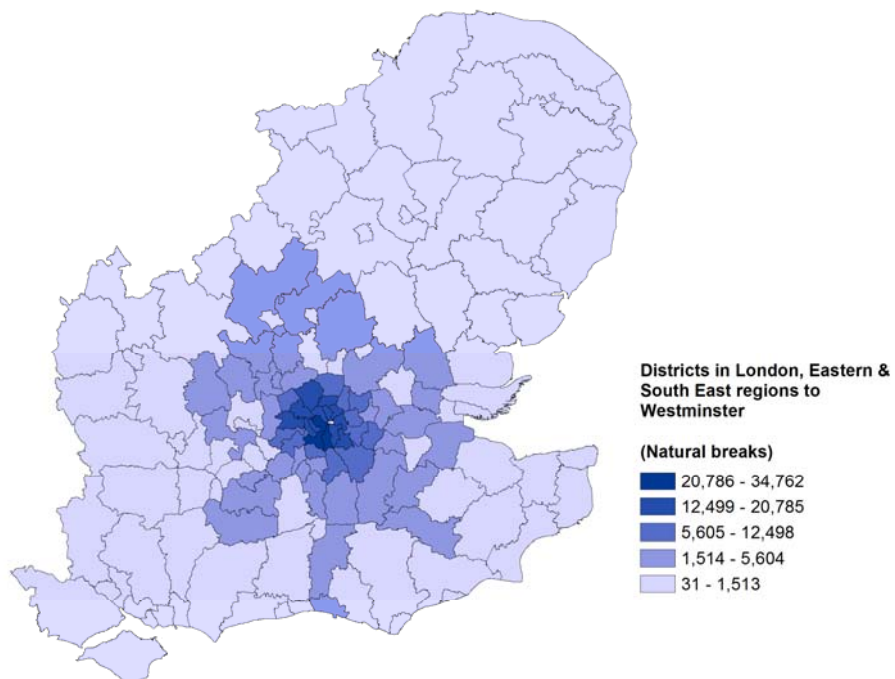 Districts in London, Eastern &
South East regions to
Westminster
(Natural breaks)
20,786 - 34,762
12,499 - 20,785
5,605 - 12,498
1,514 - 5,604
31 - 1,513